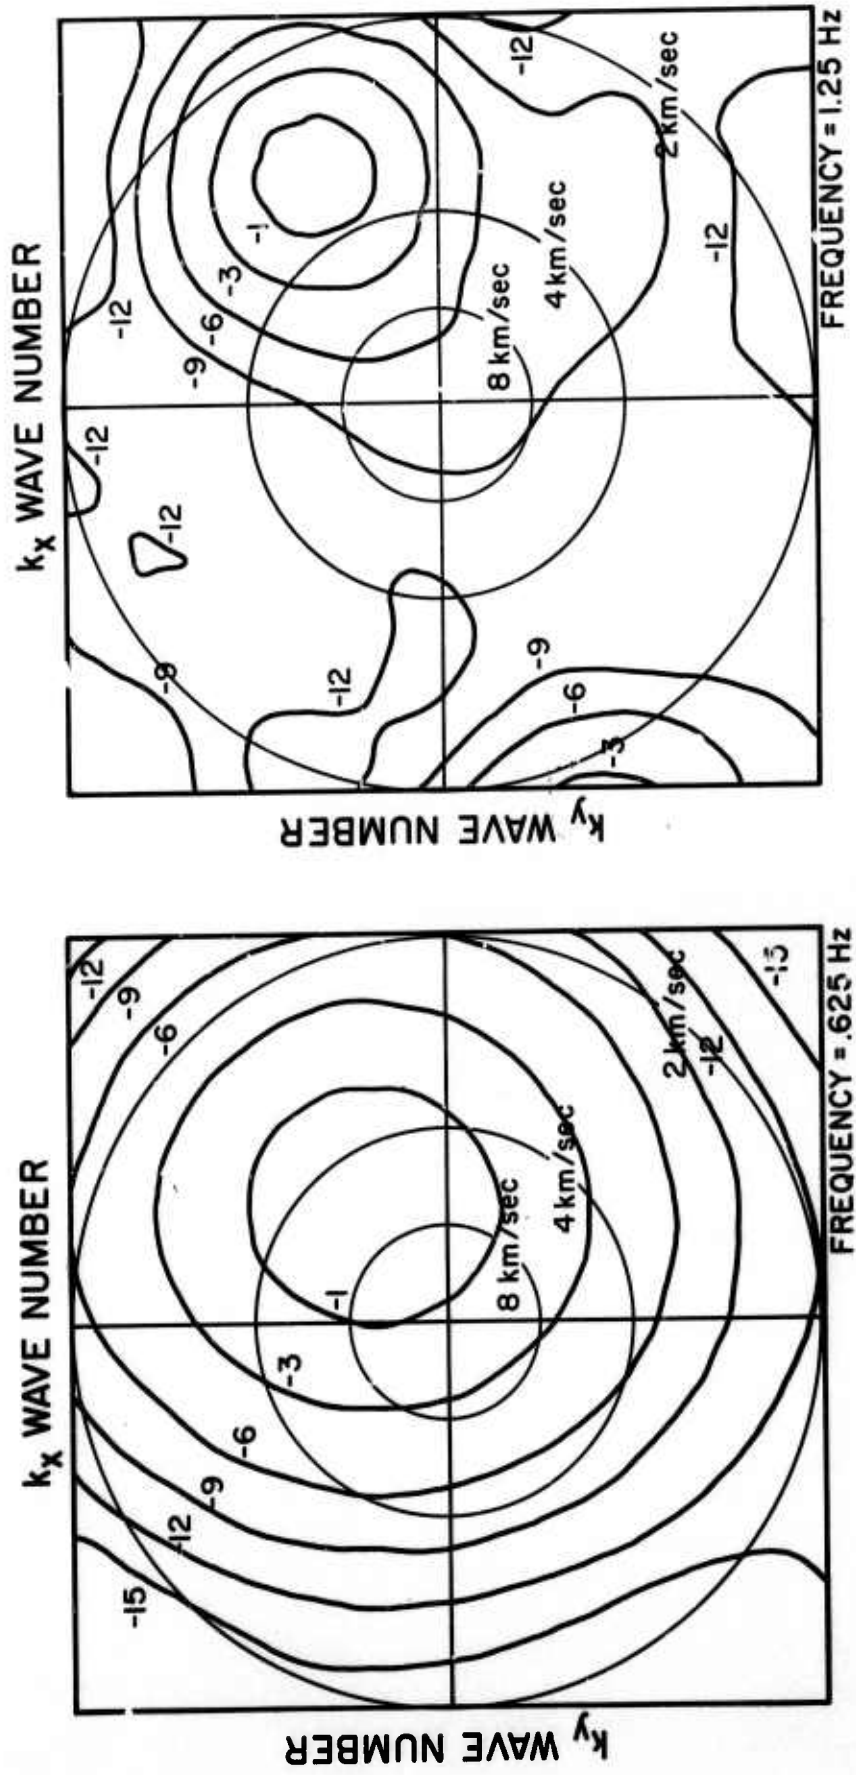 kx WAVE NUMBER
-12
-9
-6
-3
-1
-12
-12
-9
-12
-12
8 km/sec
4 km/sec
2 km/sec
-12
-9
-6
-3
ky WAVE NUMBER
FREQUENCY = 1.25 Hz
kx WAVE NUMBER
-12
-9
-6
-1
-3
-6
-9
-12
-15
8 km/sec
4 km/sec
2 km/sec
-12
-15
ky WAVE NUMBER
FREQUENCY = .625 Hz